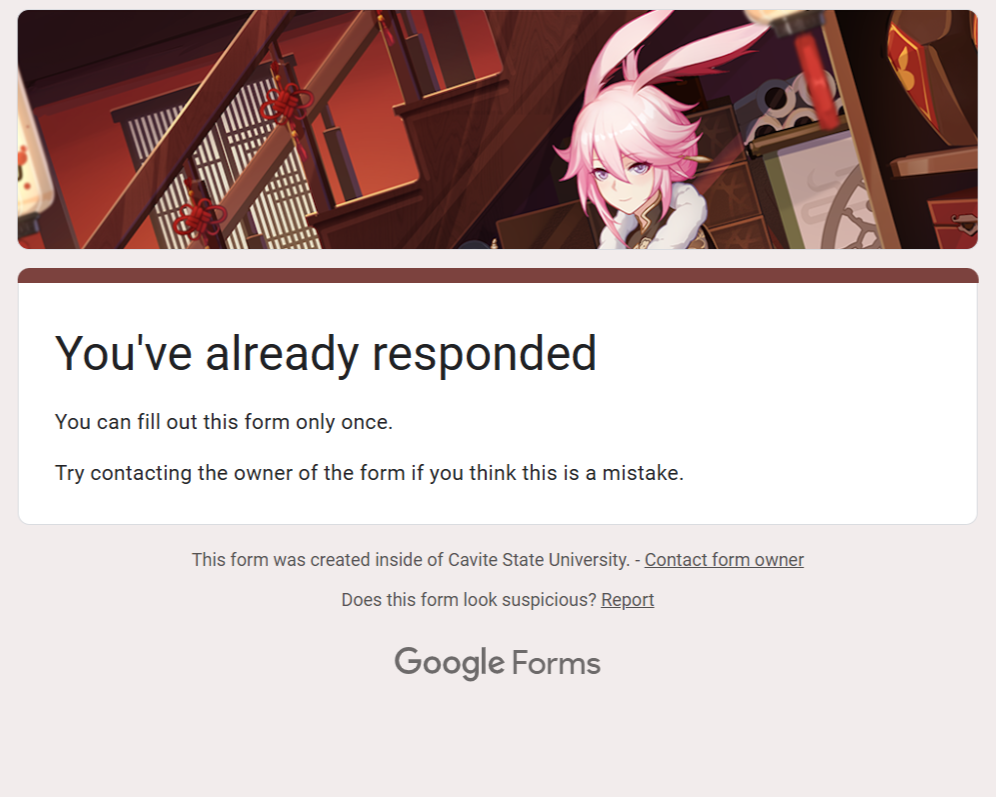 You've already responded
You can fill out this form only once.
Try contacting the owner of the form if you think this is a mistake.
This form was created inside of Cavite State University. - Contact form owner
Does this form look suspicious? Report
Google Forms